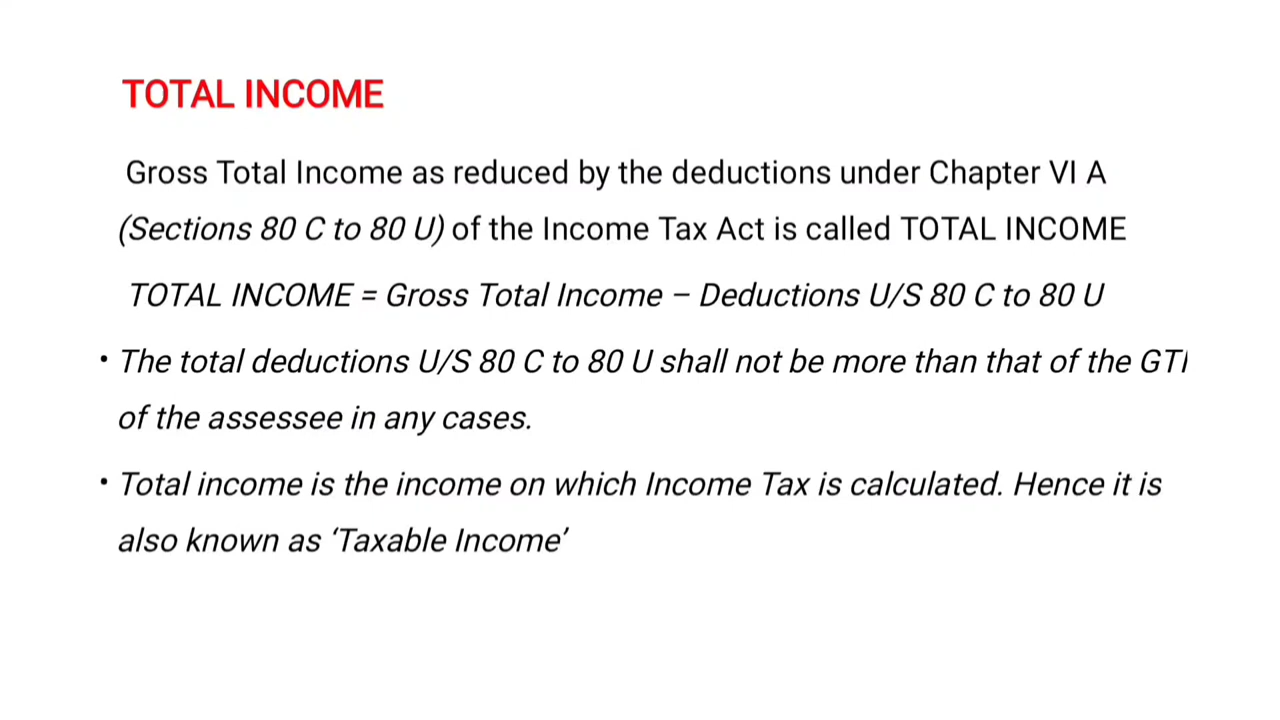 TOTAL INCOME
Gross Total Income as reduced by the deductions under Chapter VI A
(Sections 80 C to 80 U) of the Income Tax Act is called TOTAL INCOME
TOTAL INCOME = Gross Total Income – Deductions U/S 80 C to 80 U
• The total deductions U/S 80 C to 80 U shall not be more than that of the GTI
of the assessee in any cases.
• Total income is the income on which Income Tax is calculated. Hence it is
also known as ‘Taxable Income’